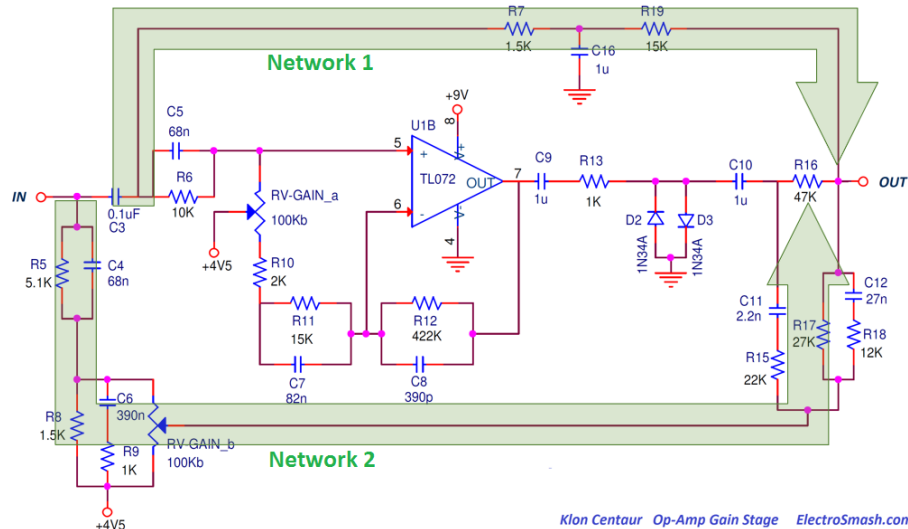 R7
1.5K
R19
15K
C16
1u
Network 1
+9V
C5
68n
U1B
8
V+
5
+
TL072
OUT
7
6
-
V-
4
C9
1u
R13
1K
C10
1u
R16
47K
OUT
IN
0.1uF
C3
R6
10K
RV-GAIN_a
100Kb
+4V5
D2
D3
1N34A
1N34A
R5
5.1K
C4
68n
R10
2K
R11
15K
C7
82n
R12
422K
C8
390p
C11
2.2n
R15
22K
R17
27K
C12
27n
R18
12K
R8
1.5K
C6
390n
R9
1K
RV-GAIN_b
100Kb
+4V5
Network 2
Klon Centaur Op-Amp Gain Stage ElectroSmash.com